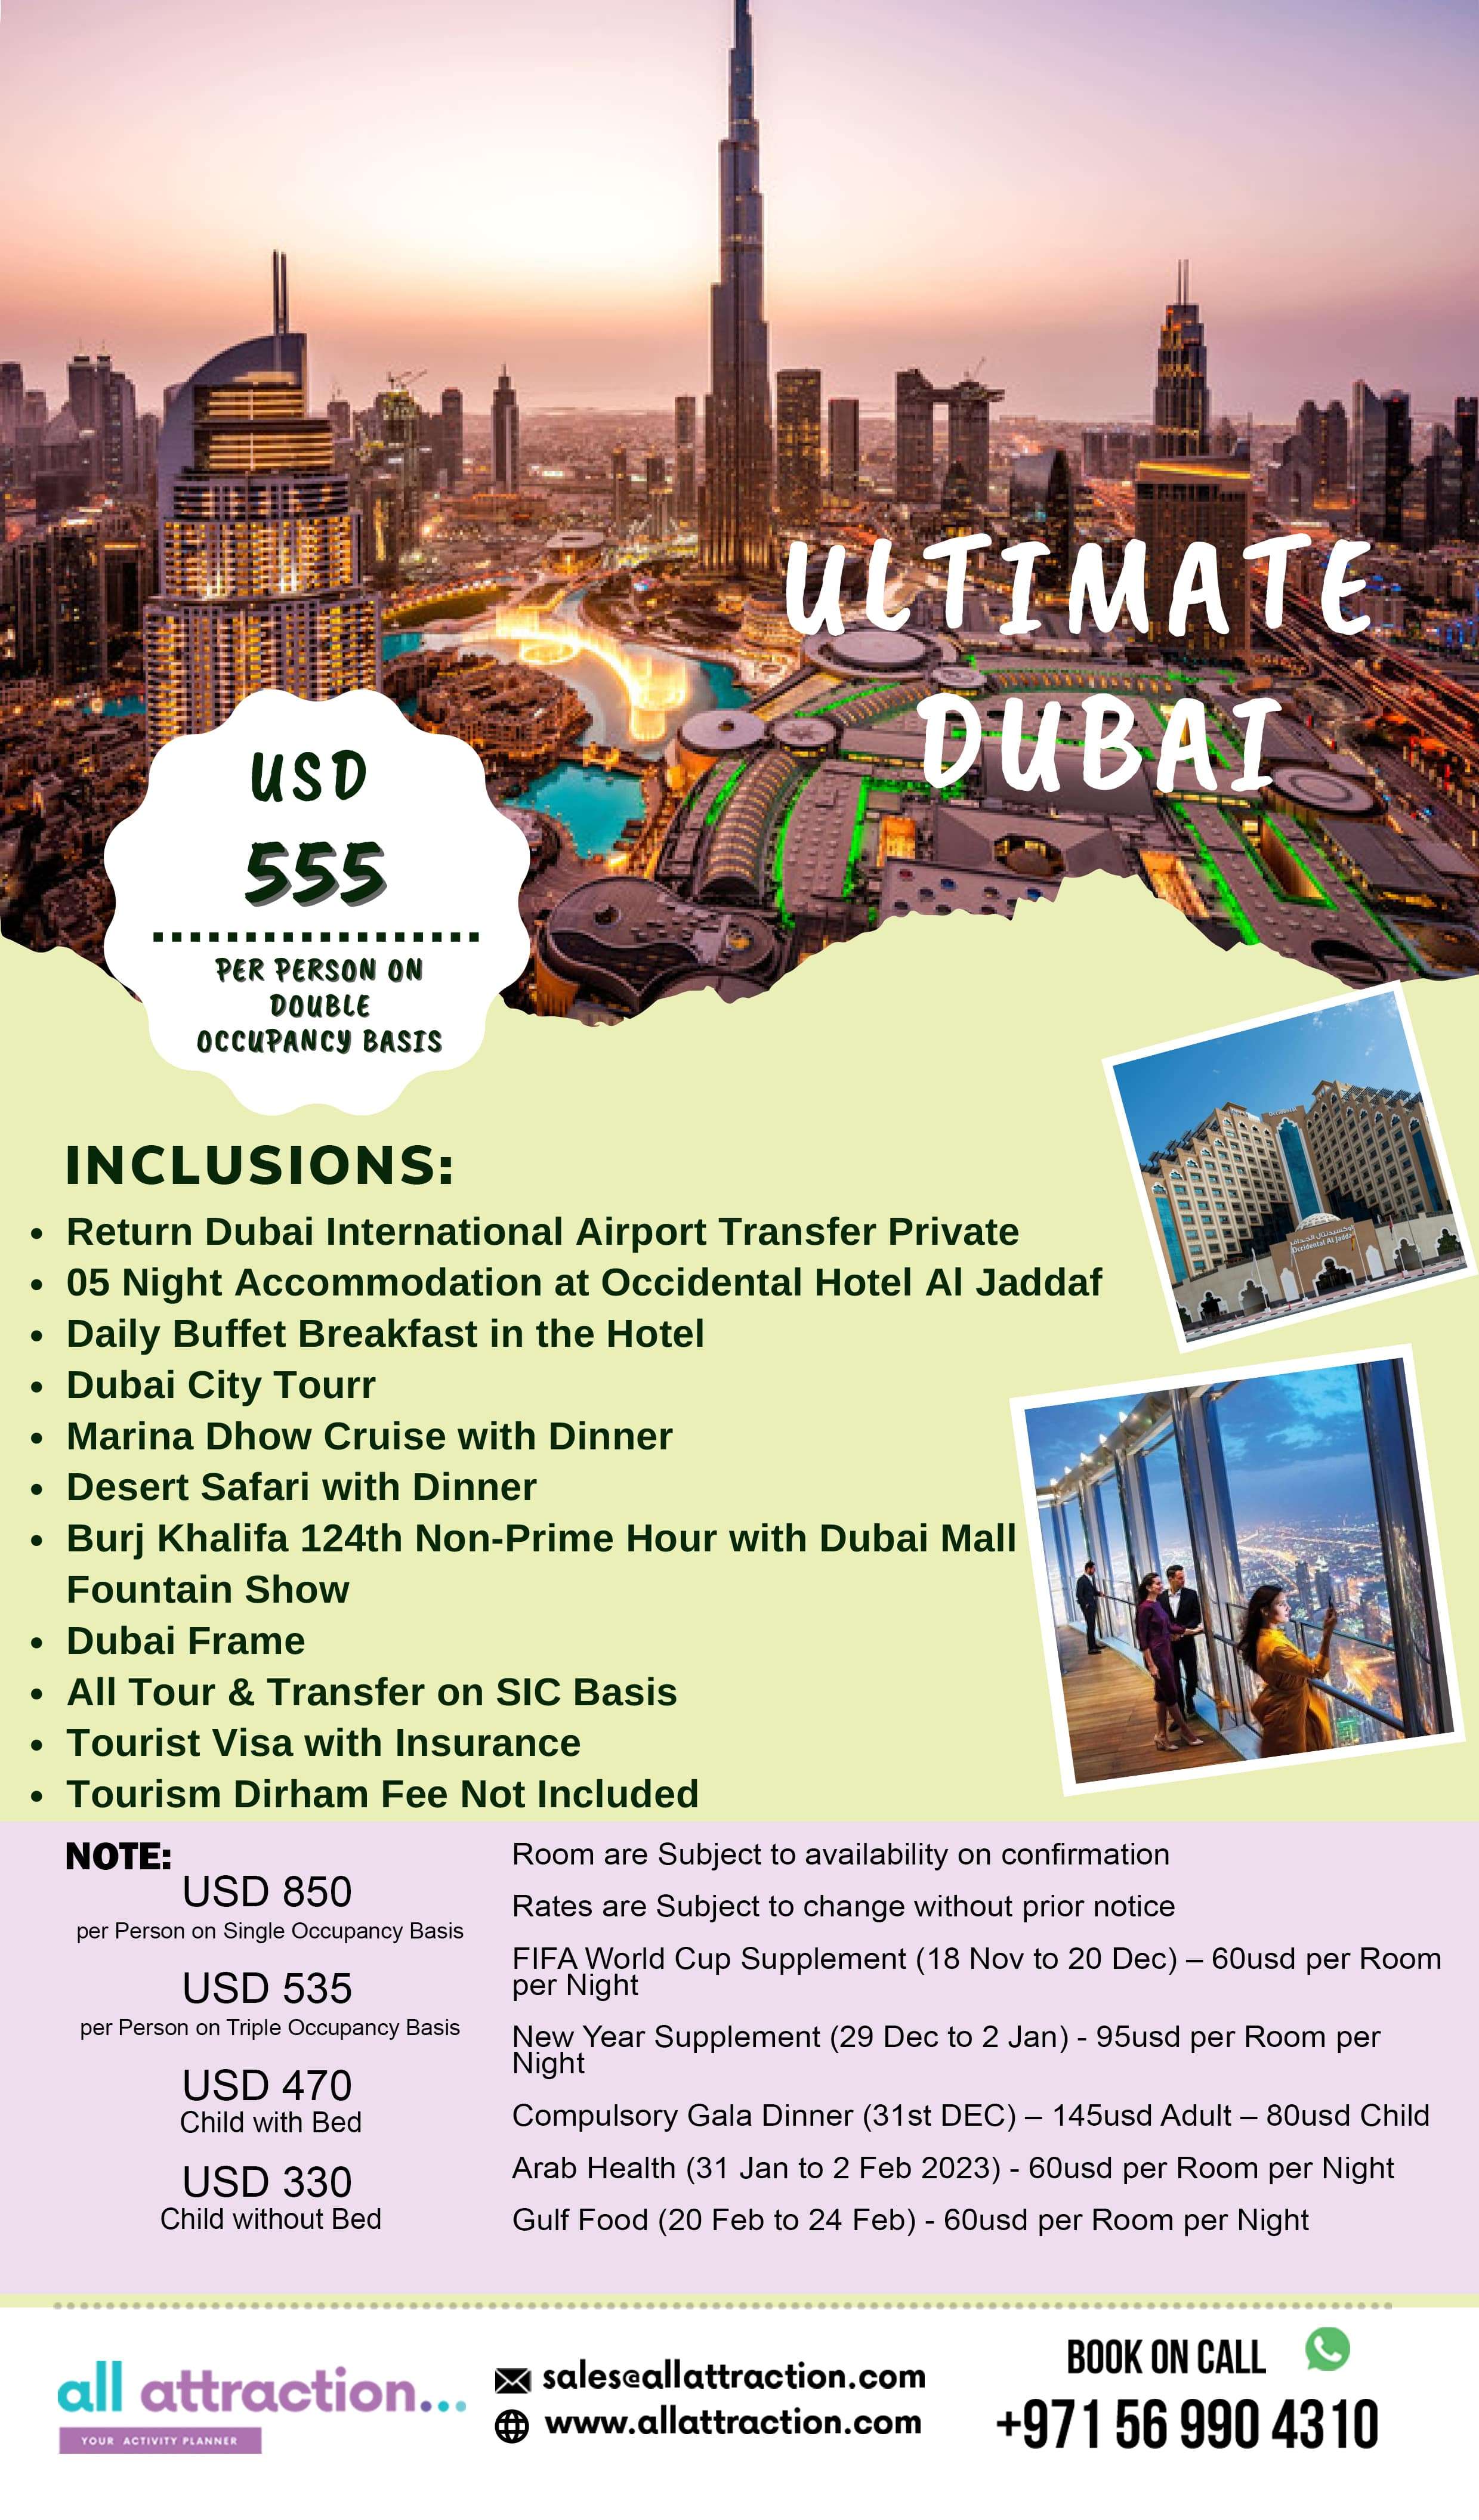 ULTIMATE
DUBAI
USD
555
PER PERSON ON
DOUBLE
OCCUPANCY BASIS
INCLUSIONS:
• Return Dubai International Airport Transfer Private
• 05 Night Accommodation at Occidental Hotel Al Jaddaf
• Daily Buffet Breakfast in the Hotel
• Dubai City Tourr
• Marina Dhow Cruise with Dinner
• Desert Safari with Dinner
• Burj Khalifa 124th Non-Prime Hour with Dubai Mall
Fountain Show
• Dubai Frame
• All Tour & Transfer on SIC Basis
• Tourist Visa with Insurance
• Tourism Dirham Fee Not Included
أوكسيدنتال الجداف
Occidental Al Jaddaf
NOTE:
USD 850
per Person on Single Occupancy Basis
USD 535
per Person on Triple Occupancy Basis
USD 470
Child with Bed
USD 330
Child without Bed
Room are Subject to availability on confirmation
Rates are Subject to change without prior notice
FIFA World Cup Supplement (18 Nov to 20 Dec) – 60usd per Room
per Night
New Year Supplement (29 Dec to 2 Jan) - 95usd per Room per
Night
Compulsory Gala Dinner (31st DEC) – 145usd Adult – 80usd Child
Arab Health (31 Jan to 2 Feb 2023) - 60usd per Room per Night
Gulf Food (20 Feb to 24 Feb) - 60usd per Room per Night
all attraction...
YOUR ACTIVITY PLANNER
sales@allattraction.com
www.allattraction.com
BOOK ON CALL
+971 56 990 4310